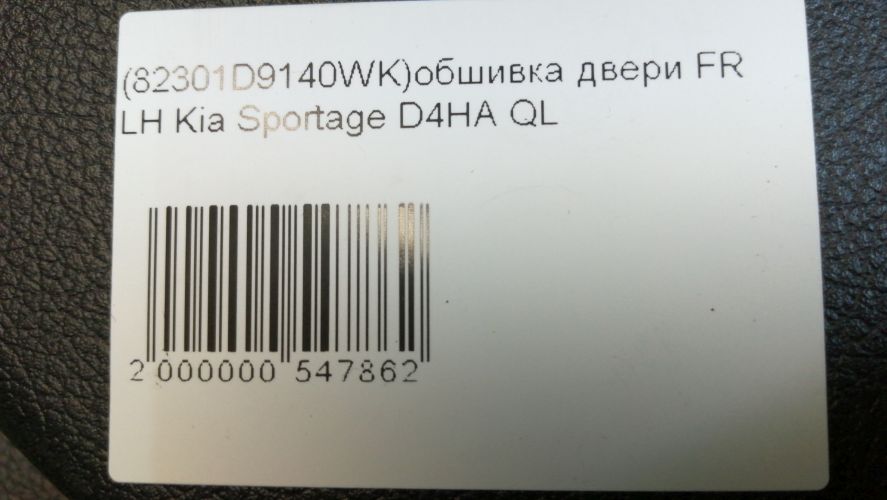 (82301D9140WK)обшивка двери FR
LH Kia Sportage D4HA QL
2 000000 547862